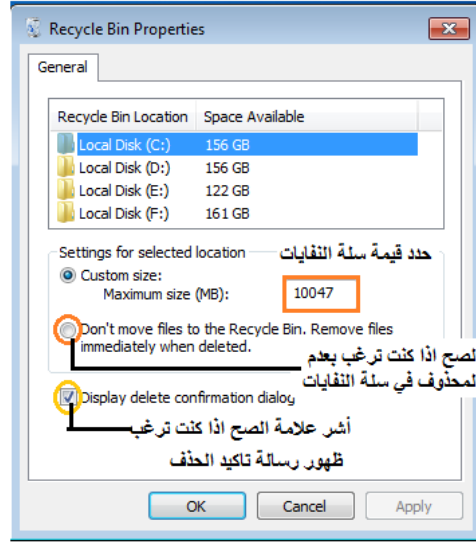 Recycle Bin Properties
General
Recycle Bin Location Space Available
Local Disk (C:) 156 GB
Local Disk (D:) 156 GB
Local Disk (E:) 122 GB
Local Disk (F:) 161 GB
Settings for selected location حدد قيمة سلة النفايات
Custom size:
Maximum size (MB): 10047
Don't move files to the Recycle Bin. Remove files
immediately when deleted.
لصح اذا كنت ترغب بعدم
لمحذوف في سلة النفايات
Display delete confirmation dialog
أشر علامة الصح اذا كنت ترغب
ظهور رسالة تاكيد الحذف
OK Cancel Apply